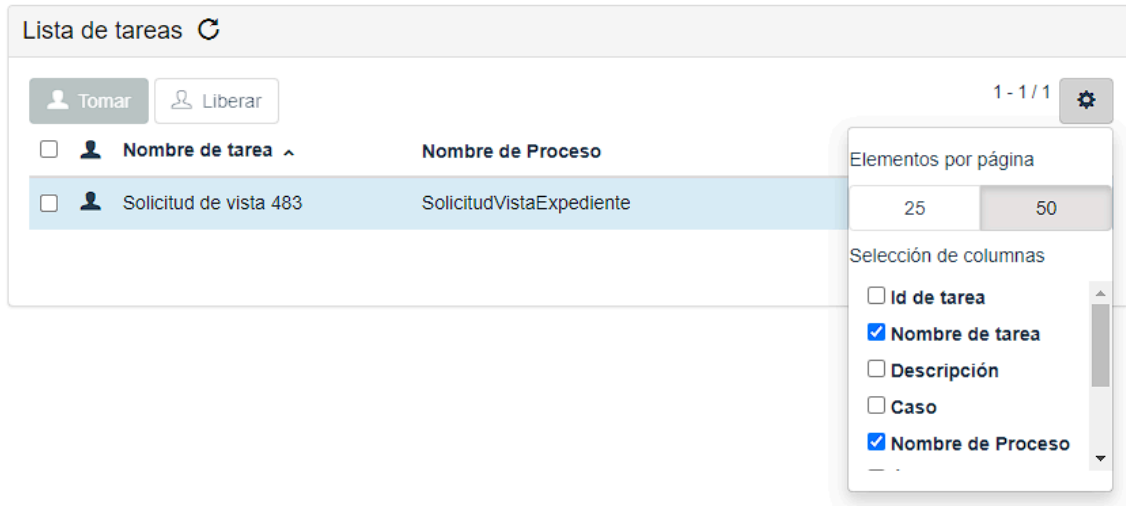 Lista de tareas
Tomar Liberar 1 - 1 / 1
Nombre de tarea Nombre de Proceso
Solicitud de vista 483 SolicitudVistaExpediente
Elementos por página
25 50
Selección de columnas
Id de tarea
Nombre de tarea
Descripción
Caso
Nombre de Proceso